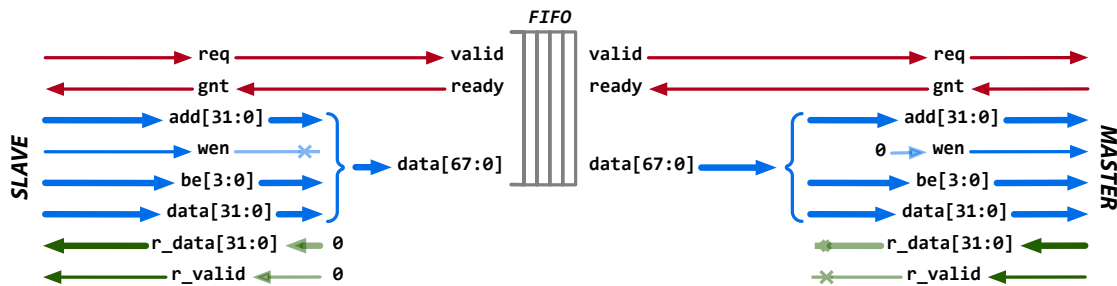 FIFO
req valid valid req
gnt ready ready gnt
add[31:0] add[31:0]
wen 0 wen
data[67:0] data[67:0]
be[3:0] be[3:0]
data[31:0] data[31:0]
r_data[31:0] 0 r_data[31:0]
r_valid 0 r_valid
SLAVE
MASTER